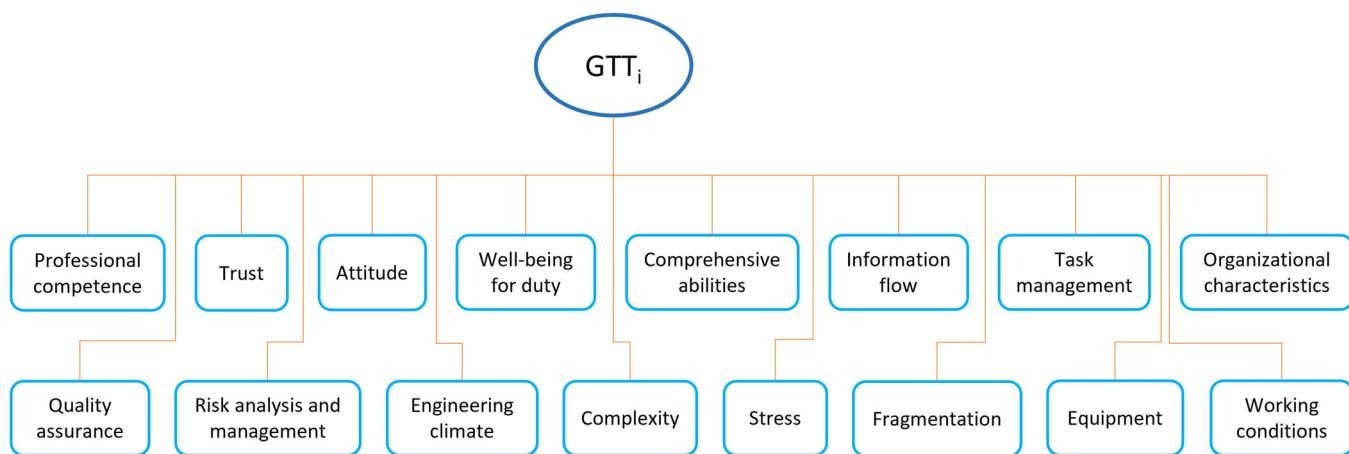 GTTi
Professional
competence
Trust
Attitude
Well-being
for duty
Comprehensive
abilities
Information
flow
Task
management
Organizational
characteristics
Quality
assurance
Risk analysis and
management
Engineering
climate
Complexity
Stress
Fragmentation
Equipment
Working
conditions